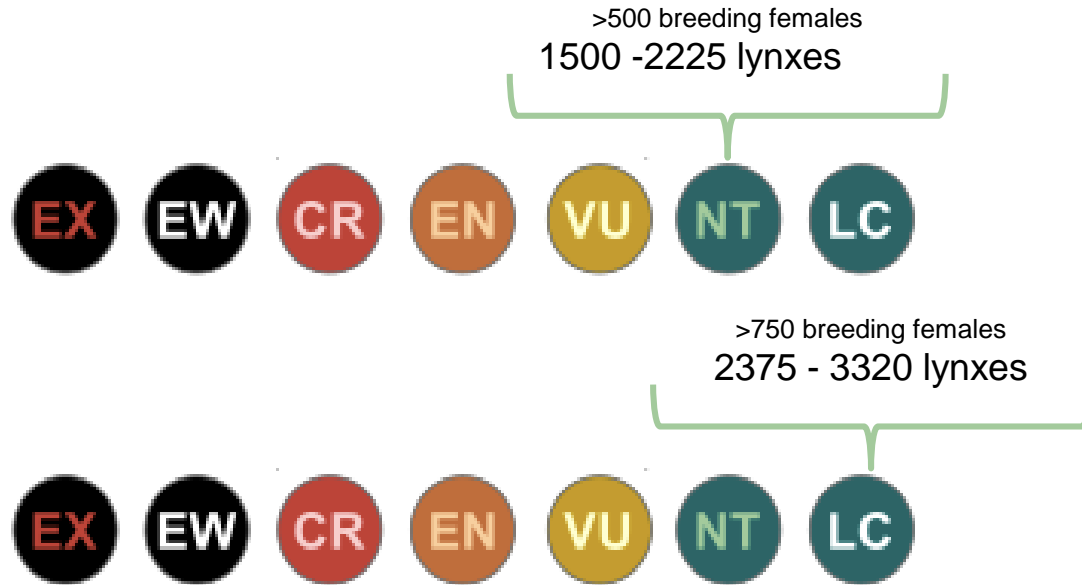 >500 breeding females
1500 -2225 lynxes
EX EW CR EN VU NT LC
>750 breeding females
2375 - 3320 lynxes
EX EW CR EN VU NT LC